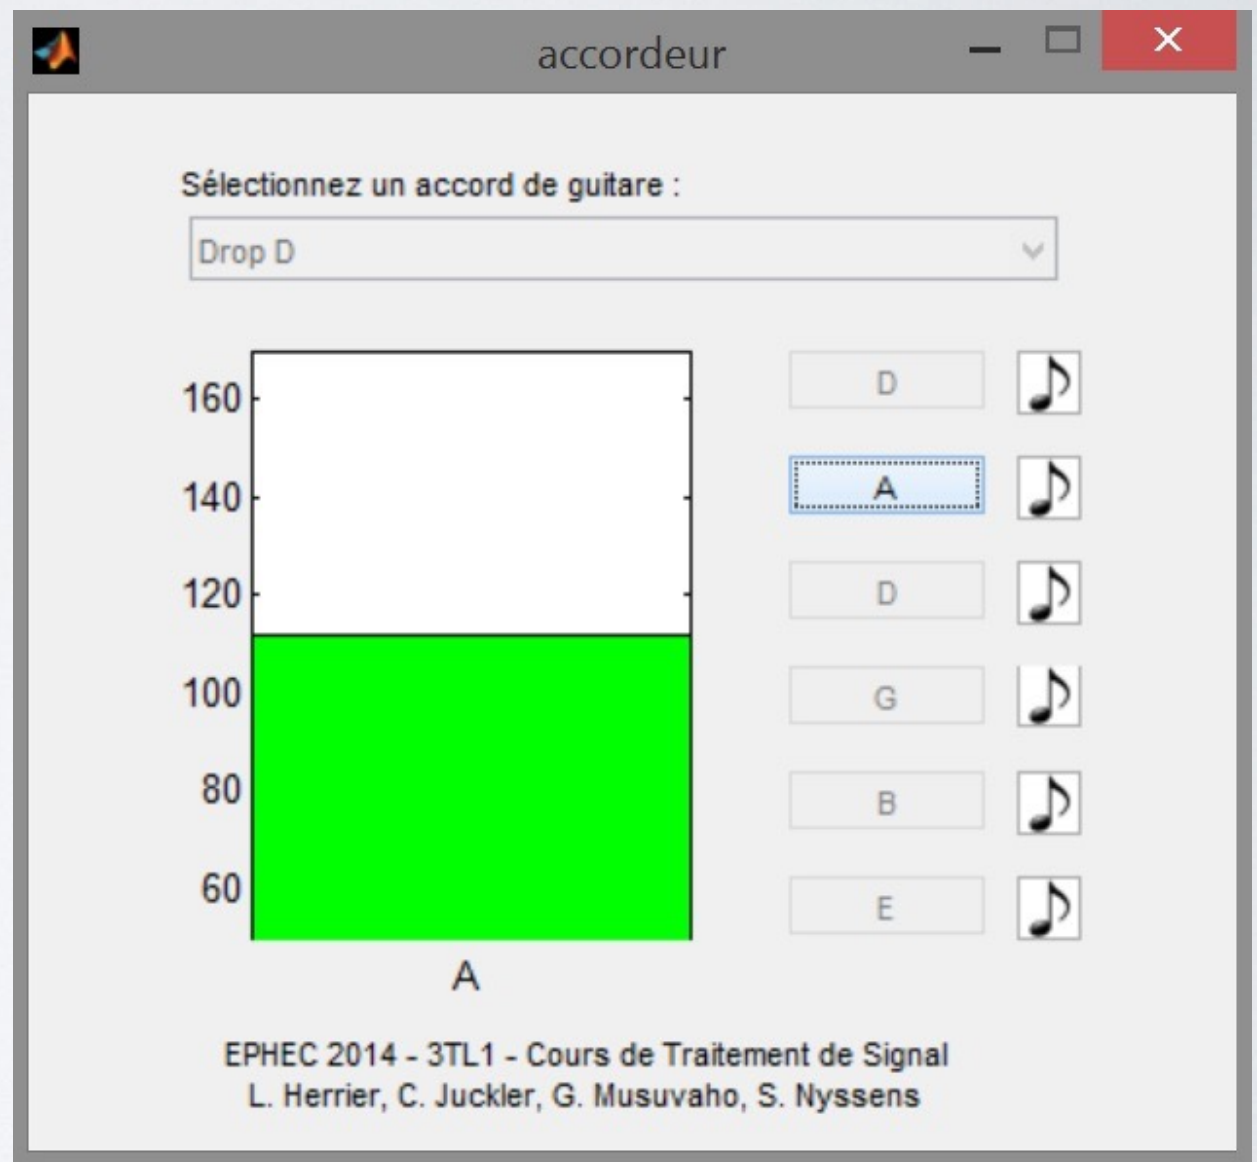 accordeur
Sélectionnez un accord de guitare :
Drop D
160
140
120
100
80
60
A
D
A
D
G
B
E
EPHEC 2014 - 3TL1 - Cours de Traitement de Signal
L. Herrier, C. Juckler, G. Musuvaho, S. Nyssens